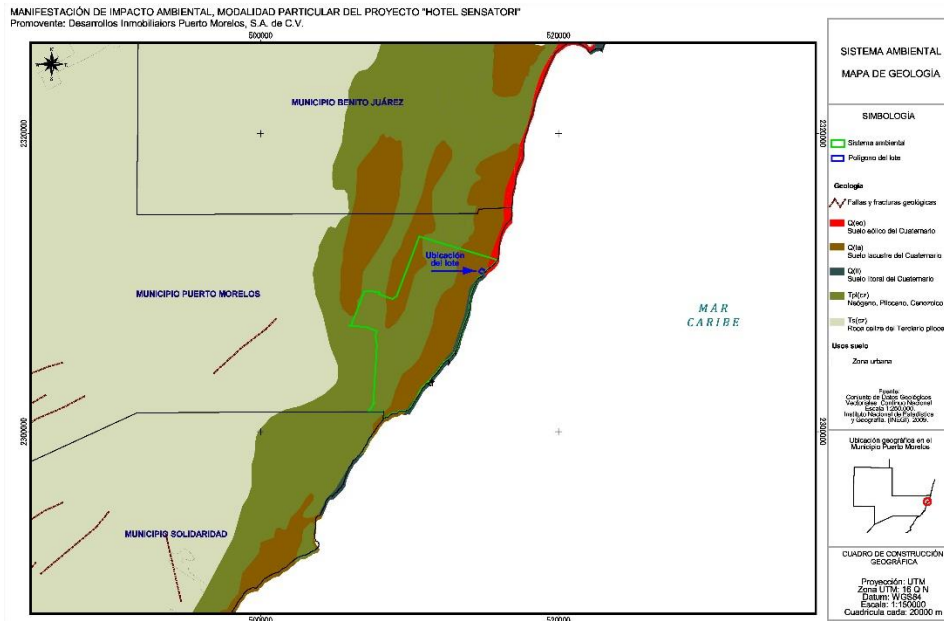 MANIFESTACIÓN DE IMPACTO AMBIENTAL, MODALIDAD PARTICULAR DEL PROYECTO "HOTEL SENSATORI"
Promovente: Desarrollos Inmobiliaiors Puerto Morelos, S.A. de C.V.
500000
520000
MUNICIPIO BENITO JUÁREZ
2320000
2320000
Ubicación
del lote
MUNICIPIO PUERTO MORELOS
MAR
CARIBE
2300000
2300000
MUNICIPIO SOLIDARIDAD
500000
520000
SISTEMA AMBIENTAL
MAPA DE GEOLOGÍA
SIMBOLOGÍA
Sistema ambiental
Polígono del lote
Geología
Fallas y fracturas geológicas
Q(eo)
Suelo eólico del Cuaternario
Q(la)
Suelo lacustre del Cuaternario
Q(li)
Suelo litoral del Cuaternario
Tpl(cz)
Neógeno, Plioceno, Cenozoico
Ts(cz)
Roca caliza del Terciario plioce
Usos suelo
Zona urbana
Fuente:
Conjunto de Datos Geológicos
Vectoriales Continuo Nacional
Escala 1:250,000.
Instituto Nacional de Estadística
y Geografía. (INEGI). 2009.
Ubicación geográfica en el
Municipio Puerto Morelos
CUADRO DE CONSTRUCCIÓN
GEOGRÁFICA
Proyección: UTM
Zona UTM: 16 Q N
Datum: WGS84
Escala: 1:150000
Cuadrícula cada: 20000 m